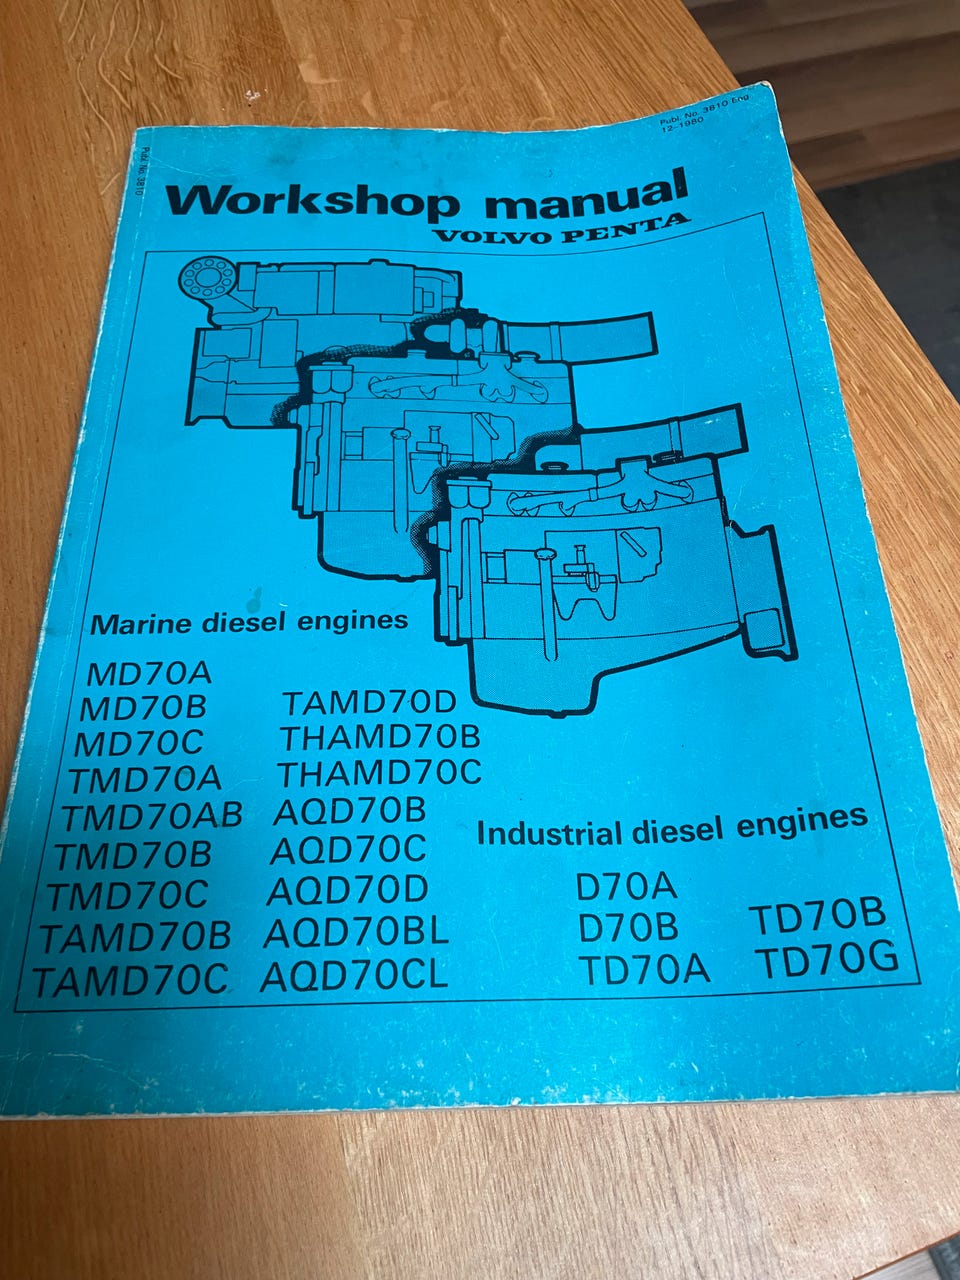 Publ. No. 3810 Eng.
12-1980
Publ. No. 3810
Workshop manual
VOLVO PENTA
Marine diesel engines
MD70A
MD70B
MD70C
TMD70A
TMD70AB
TMD70B
TMD70C
TAMD70B
TAMD70C
TAMD70D
THAMD70B
THAMD70C
AQD70B
AQD70C
AQD70D
AQD70BL
AQD70CL
Industrial diesel engines
D70A
D70B
TD70A
TD70B
TD70G